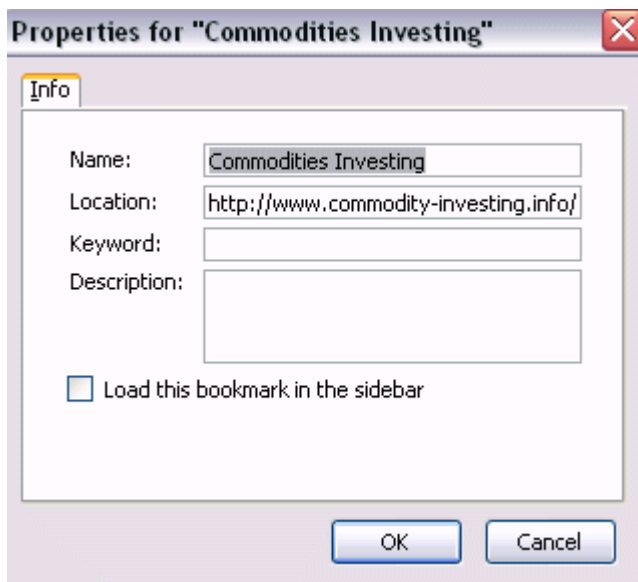 Properties for "Commodities Investing"
Info
Name: Commodities Investing
Location: http://www.commodity-investing.info/
Keyword:
Description:
Load this bookmark in the sidebar
OK Cancel